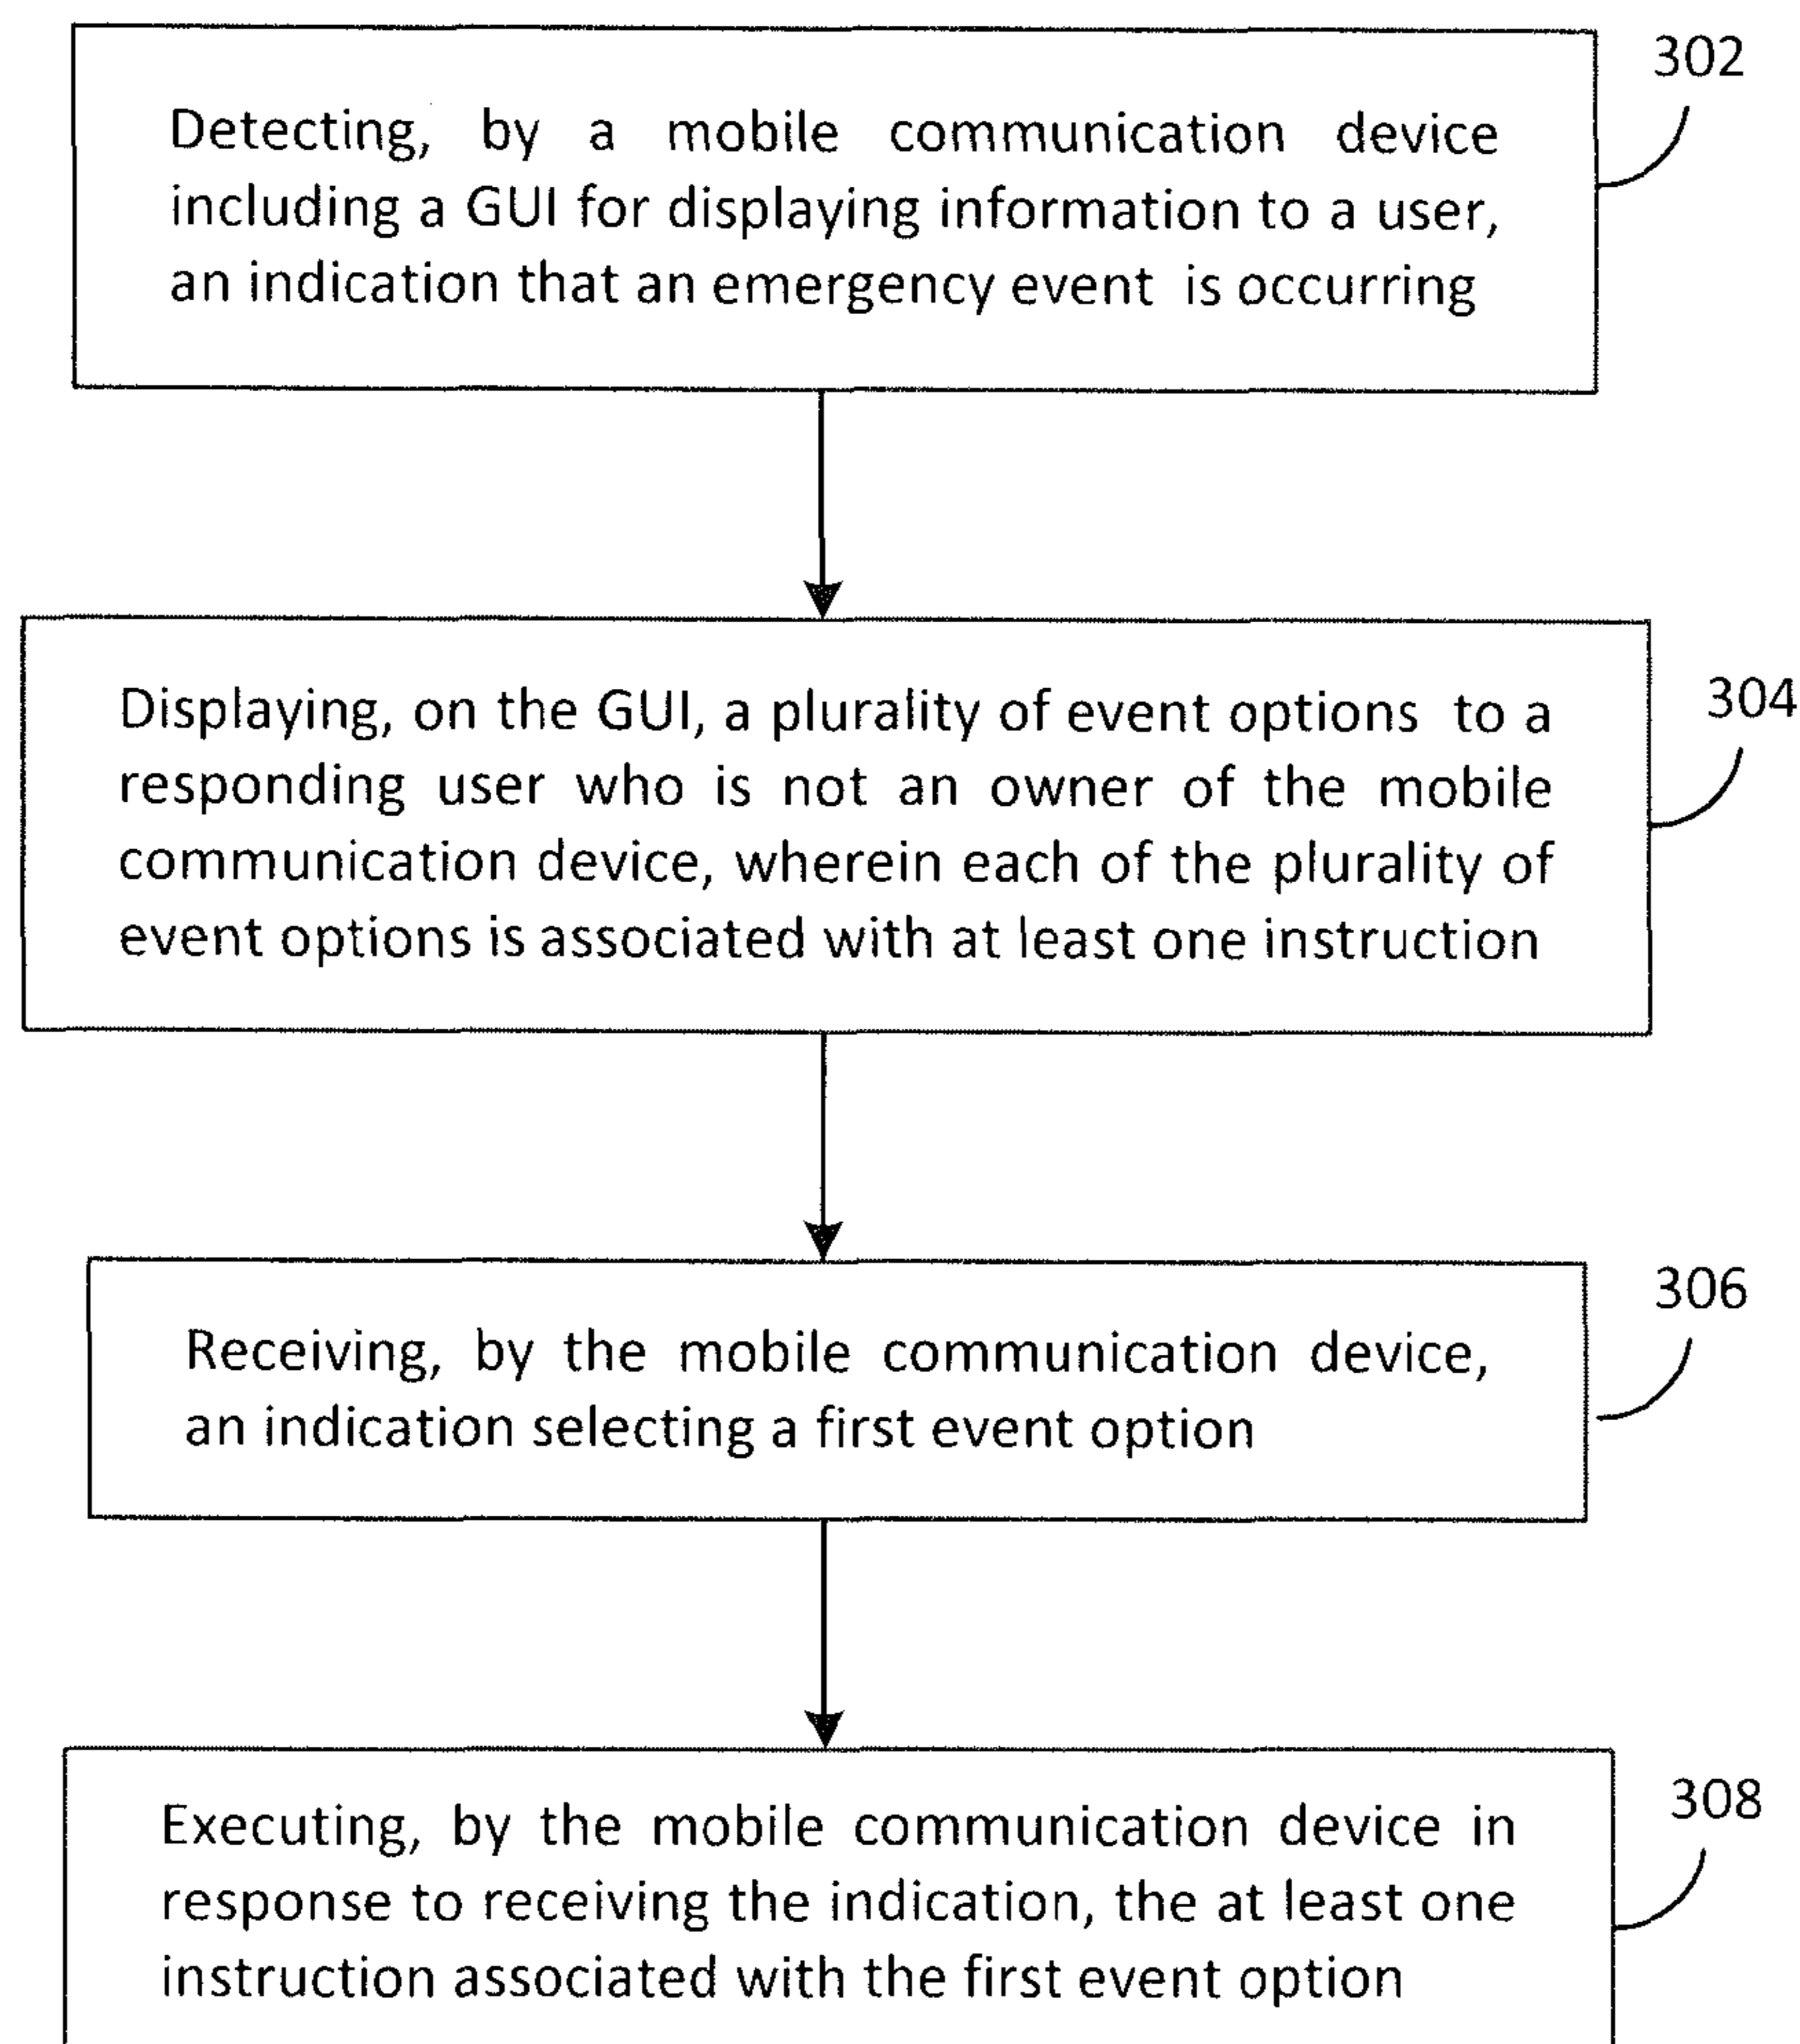 302
Detecting, by a mobile communication device
including a GUI for displaying information to a user,
an indication that an emergency event is occurring
304
Displaying, on the GUI, a plurality of event options to a
responding user who is not an owner of the mobile
communication device, wherein each of the plurality of
event options is associated with at least one instruction
306
Receiving, by the mobile communication device,
an indication selecting a first event option
308
Executing, by the mobile communication device in
response to receiving the indication, the at least one
instruction associated with the first event option